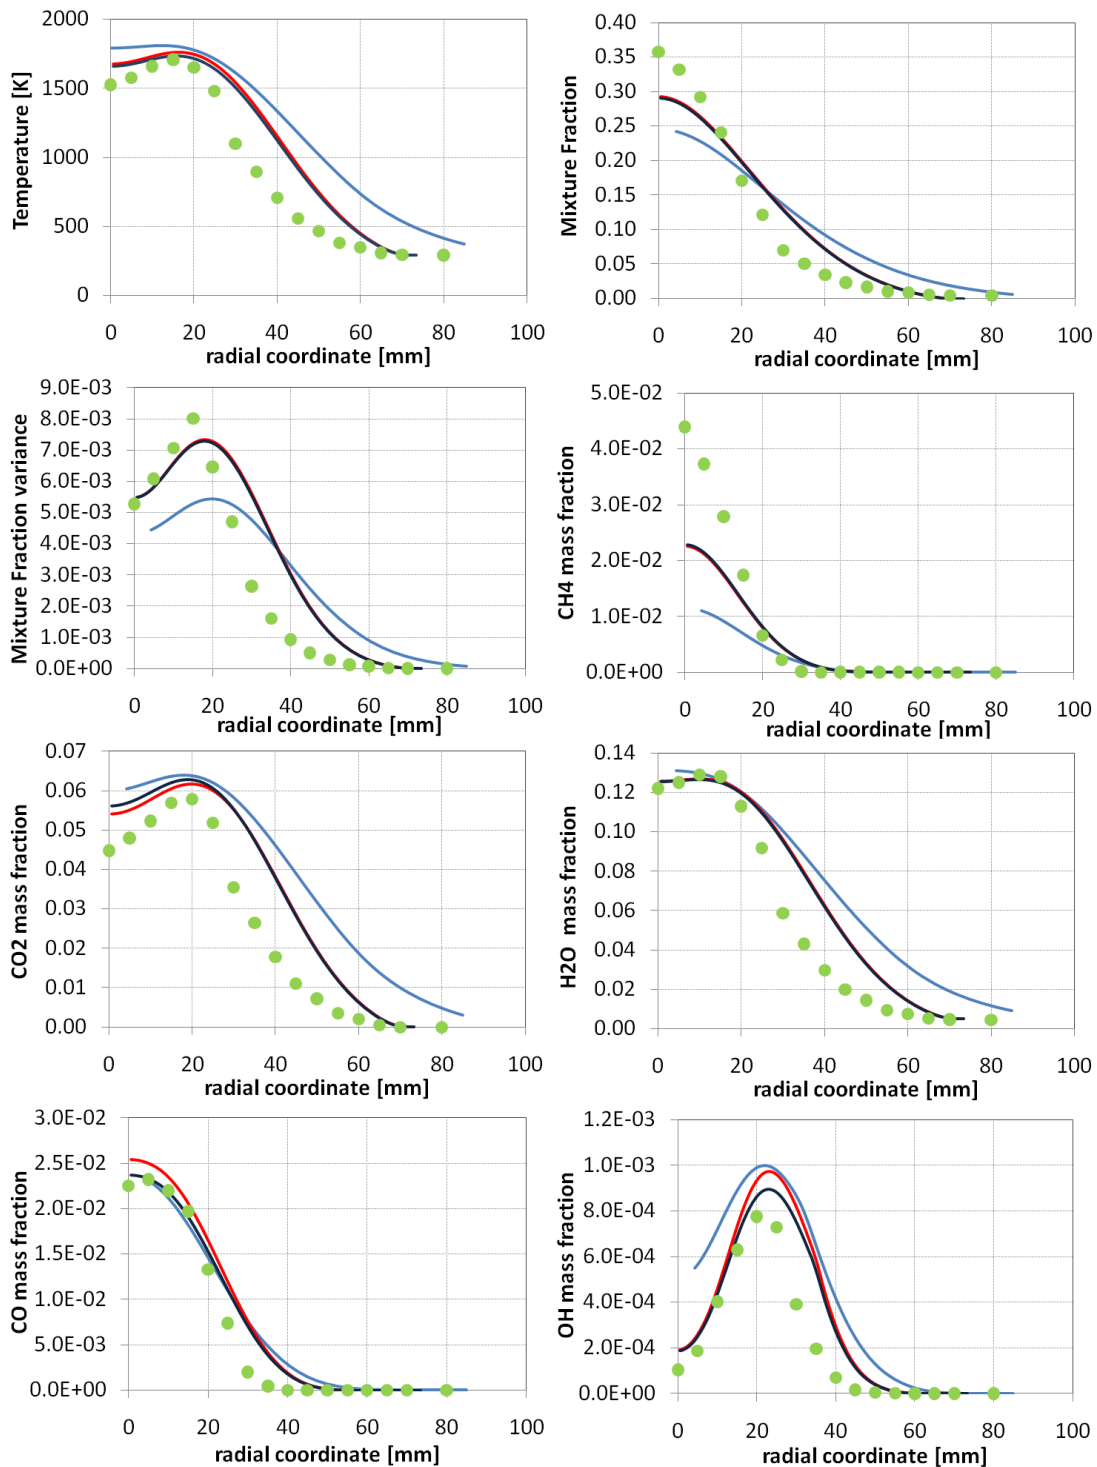 2000
1500
1000
500
0
Temperature [K]
0 20 40 60 80 100
radial coordinate [mm]
0.40
0.35
0.30
0.25
0.20
0.15
0.10
0.05
0.00
Mixture Fraction
0 20 40 60 80 100
radial coordinate [mm]
9.0E-03
8.0E-03
7.0E-03
6.0E-03
5.0E-03
4.0E-03
3.0E-03
2.0E-03
1.0E-03
0.0E+00
Mixture Fraction variance
0 20 40 60 80 100
radial coordinate [mm]
5.0E-02
4.0E-02
3.0E-02
2.0E-02
1.0E-02
0.0E+00
CH4 mass fraction
0 20 40 60 80 100
radial coordinate [mm]
0.07
0.06
0.05
0.04
0.03
0.02
0.01
0.00
CO2 mass fraction
0 20 40 60 80 100
radial coordinate [mm]
0.14
0.12
0.10
0.08
0.06
0.04
0.02
0.00
H2O mass fraction
0 20 40 60 80 100
radial coordinate [mm]
3.0E-02
2.5E-02
2.0E-02
1.5E-02
1.0E-02
5.0E-03
0.0E+00
CO mass fraction
0 20 40 60 80 100
radial coordinate [mm]
1.2E-03
1.0E-03
8.0E-04
6.0E-04
4.0E-04
2.0E-04
0.0E+00
OH mass fraction
0 20 40 60 80 100
radial coordinate [mm]